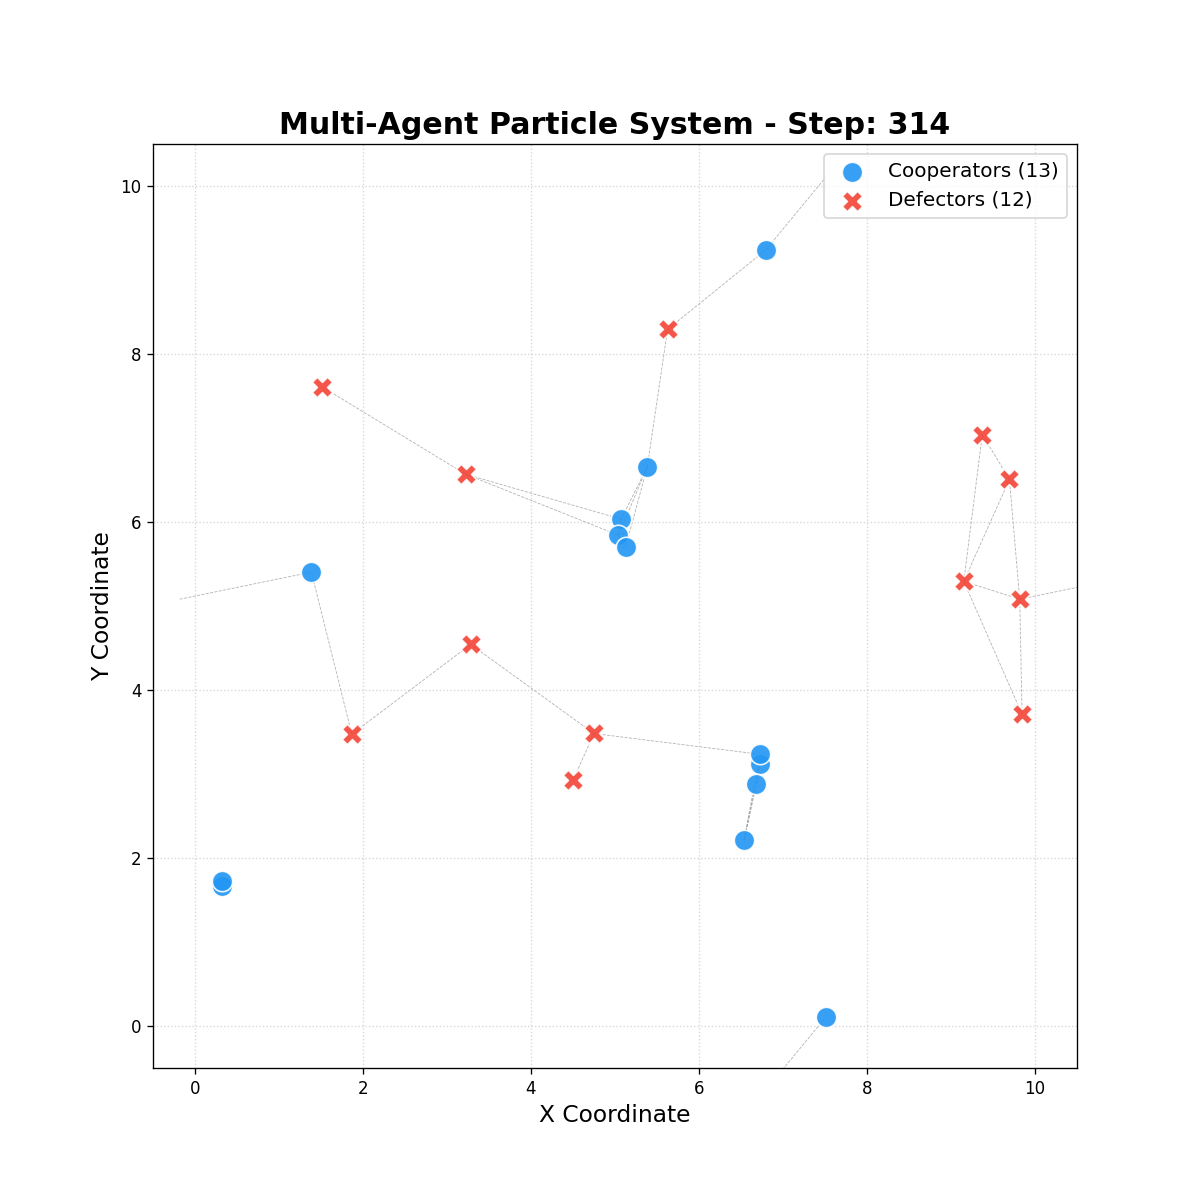 Multi-Agent Particle System - Step: 314
Cooperators (13)
Defectors (12)
10
8
6
4
2
0
Y Coordinate
0 2 4 6 8 10
X Coordinate